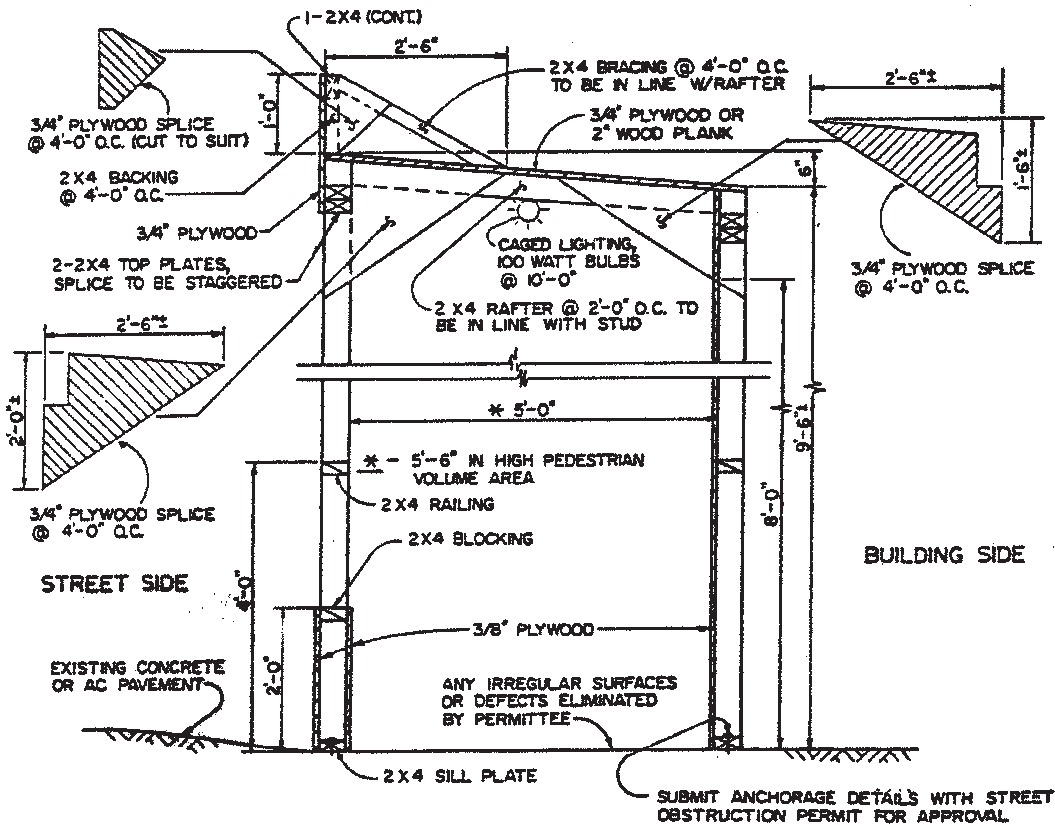 1-2X4 (CONT.)
2'-6"
2X4 BRACING @ 4'-0" O.C.
TO BE IN LINE W/RAFTER
2'-6"±
3/4" PLYWOOD OR
2" WOOD PLANK
1'-0"
3/4" PLYWOOD SPLICE
@ 4'-0" O.C. (CUT TO SUIT)
6"
1'-6"±
2X4 BACKING
@ 4'-0" O.C.
3/4" PLYWOOD
CAGED LIGHTING,
100 WATT BULBS
@ 10'-0"
3/4" PLYWOOD SPLICE
@ 4'-0" O.C.
2-2X4 TOP PLATES,
SPLICE TO BE STAGGERED
2 X4 RAFTER @ 2'-0" O.C. TO
BE IN LINE WITH STUD
2'-6"±
2'-0"±
* 5'-0"
9'-6"±
* - 5'-6" IN HIGH PEDESTRIAN
VOLUME AREA
2X4 RAILING
8'-0"
3/4" PLYWOOD SPLICE
@ 4'-0" O.C.
2X4 BLOCKING
BUILDING SIDE
STREET SIDE
4'-0"
3/8" PLYWOOD
2'-0"
EXISTING CONCRETE
OR AC PAVEMENT
ANY IRREGULAR SURFACES
OR DEFECTS ELIMINATED
BY PERMITTEE
2X4 SILL PLATE
SUBMIT ANCHORAGE DETAILS WITH STREET
OBSTRUCTION PERMIT FOR APPROVAL